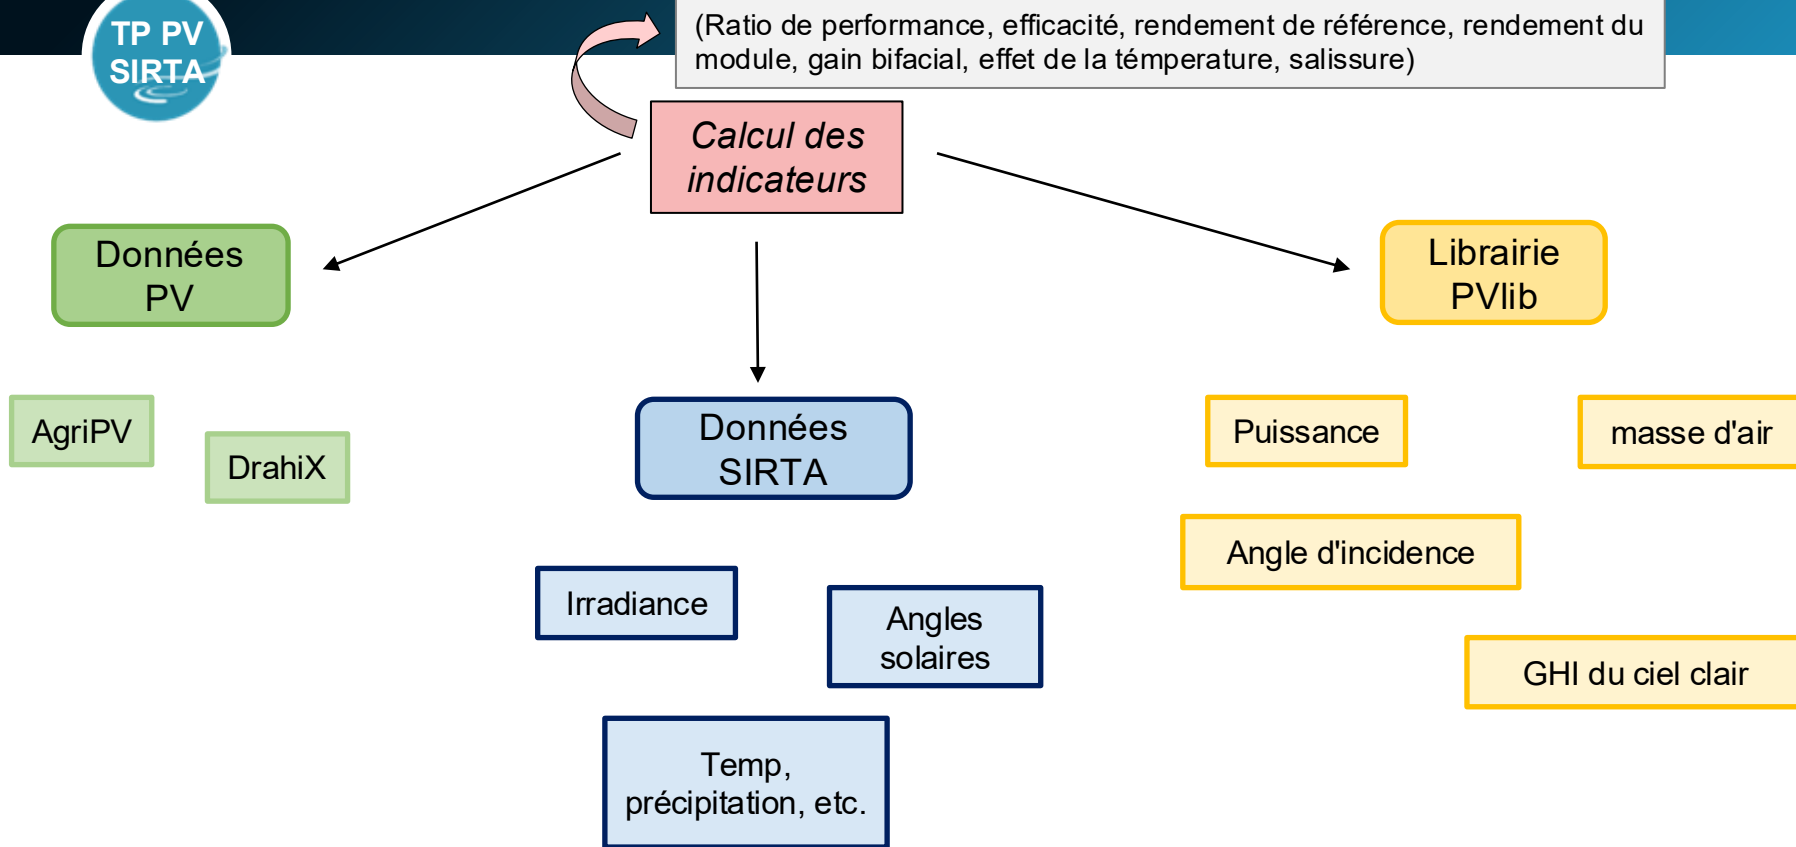 TP PV
SIRTA
(Ratio de performance, efficacité, rendement de référence, rendement du
module, gain bifacial, effet de la témperature, salissure)
Calcul des
indicateurs
Données
PV
Librairie
PVlib
AgriPV
DrahiX
Données
SIRTA
Puissance
masse d'air
Angle d'incidence
Irradiance
Angles
solaires
GHI du ciel clair
Temp,
précipitation, etc.